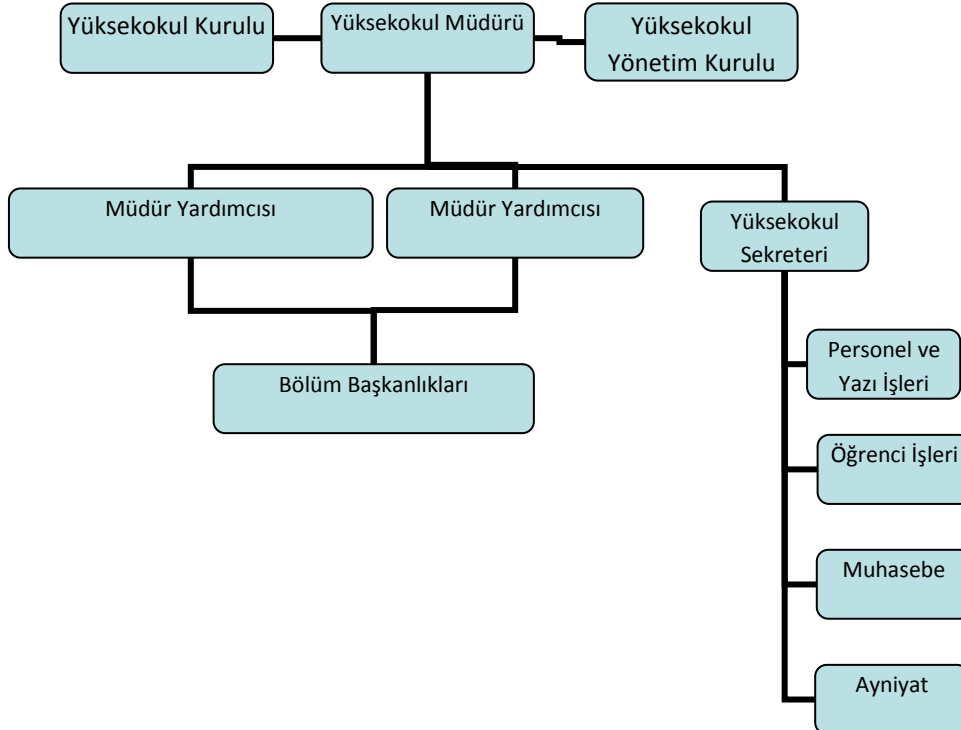 Yüksekokul Kurulu
Yüksekokul Müdürü
Yüksekokul
Yönetim Kurulu
Müdür Yardımcısı
Müdür Yardımcısı
Yüksekokul
Sekreteri
Bölüm Başkanlıkları
Personel ve
Yazı İşleri
Öğrenci İşleri
Muhasebe
Ayniyat